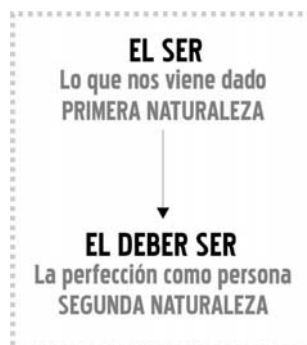 EL SER
Lo que nos viene dado
PRIMERA NATURALEZA
EL DEBER SER
La perfección como persona
SEGUNDA NATURALEZA